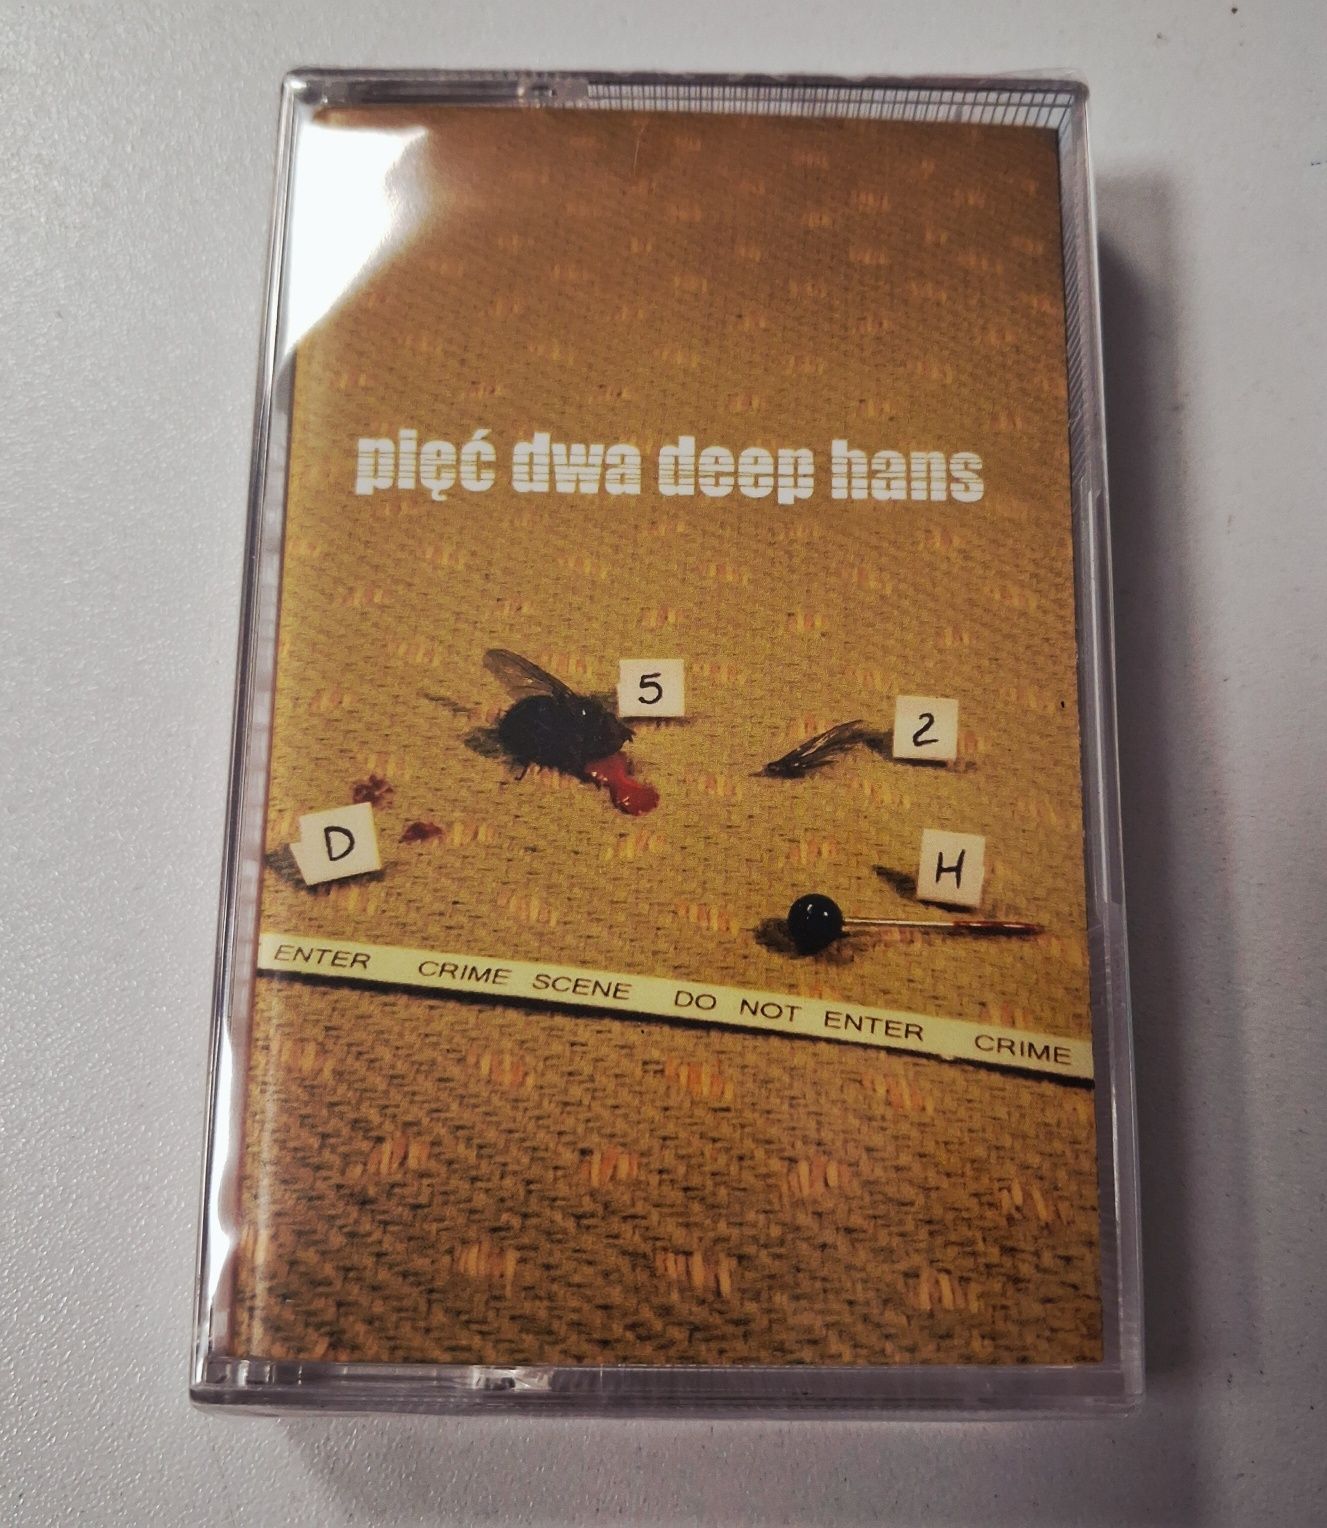 pięć dwa deep hans
5
2
D
H
ENTER CRIME SCENE DO NOT ENTER CRIME